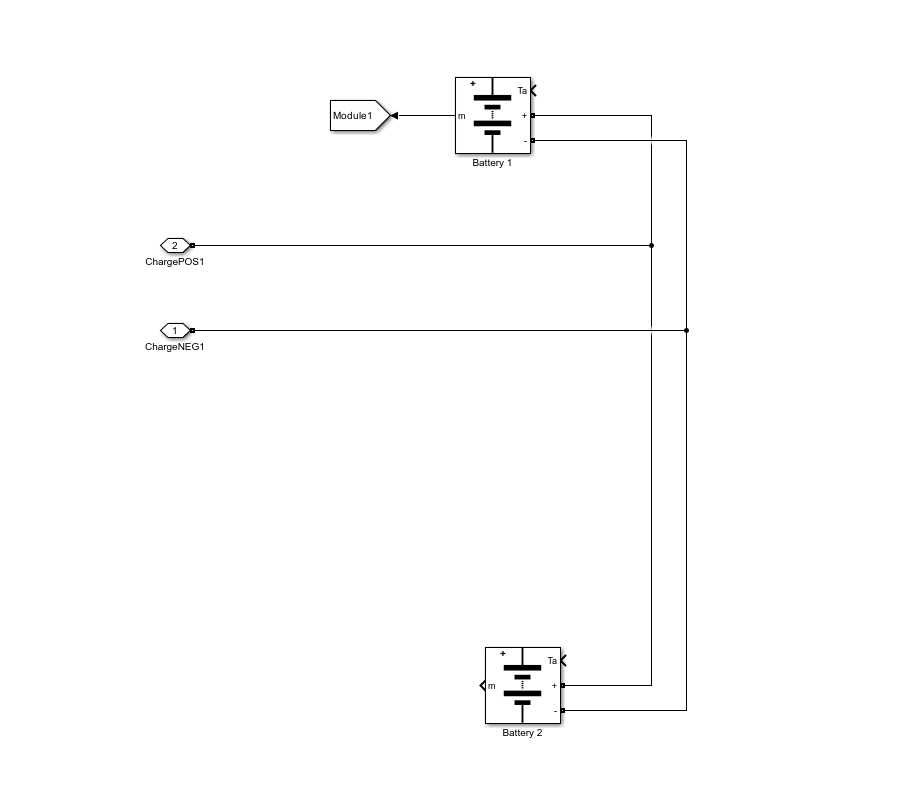 +
Ta
Module1
m
+
-
Battery 1
2
ChargePOS1
1
ChargeNEG1
+
Ta
m
+
-
Battery 2